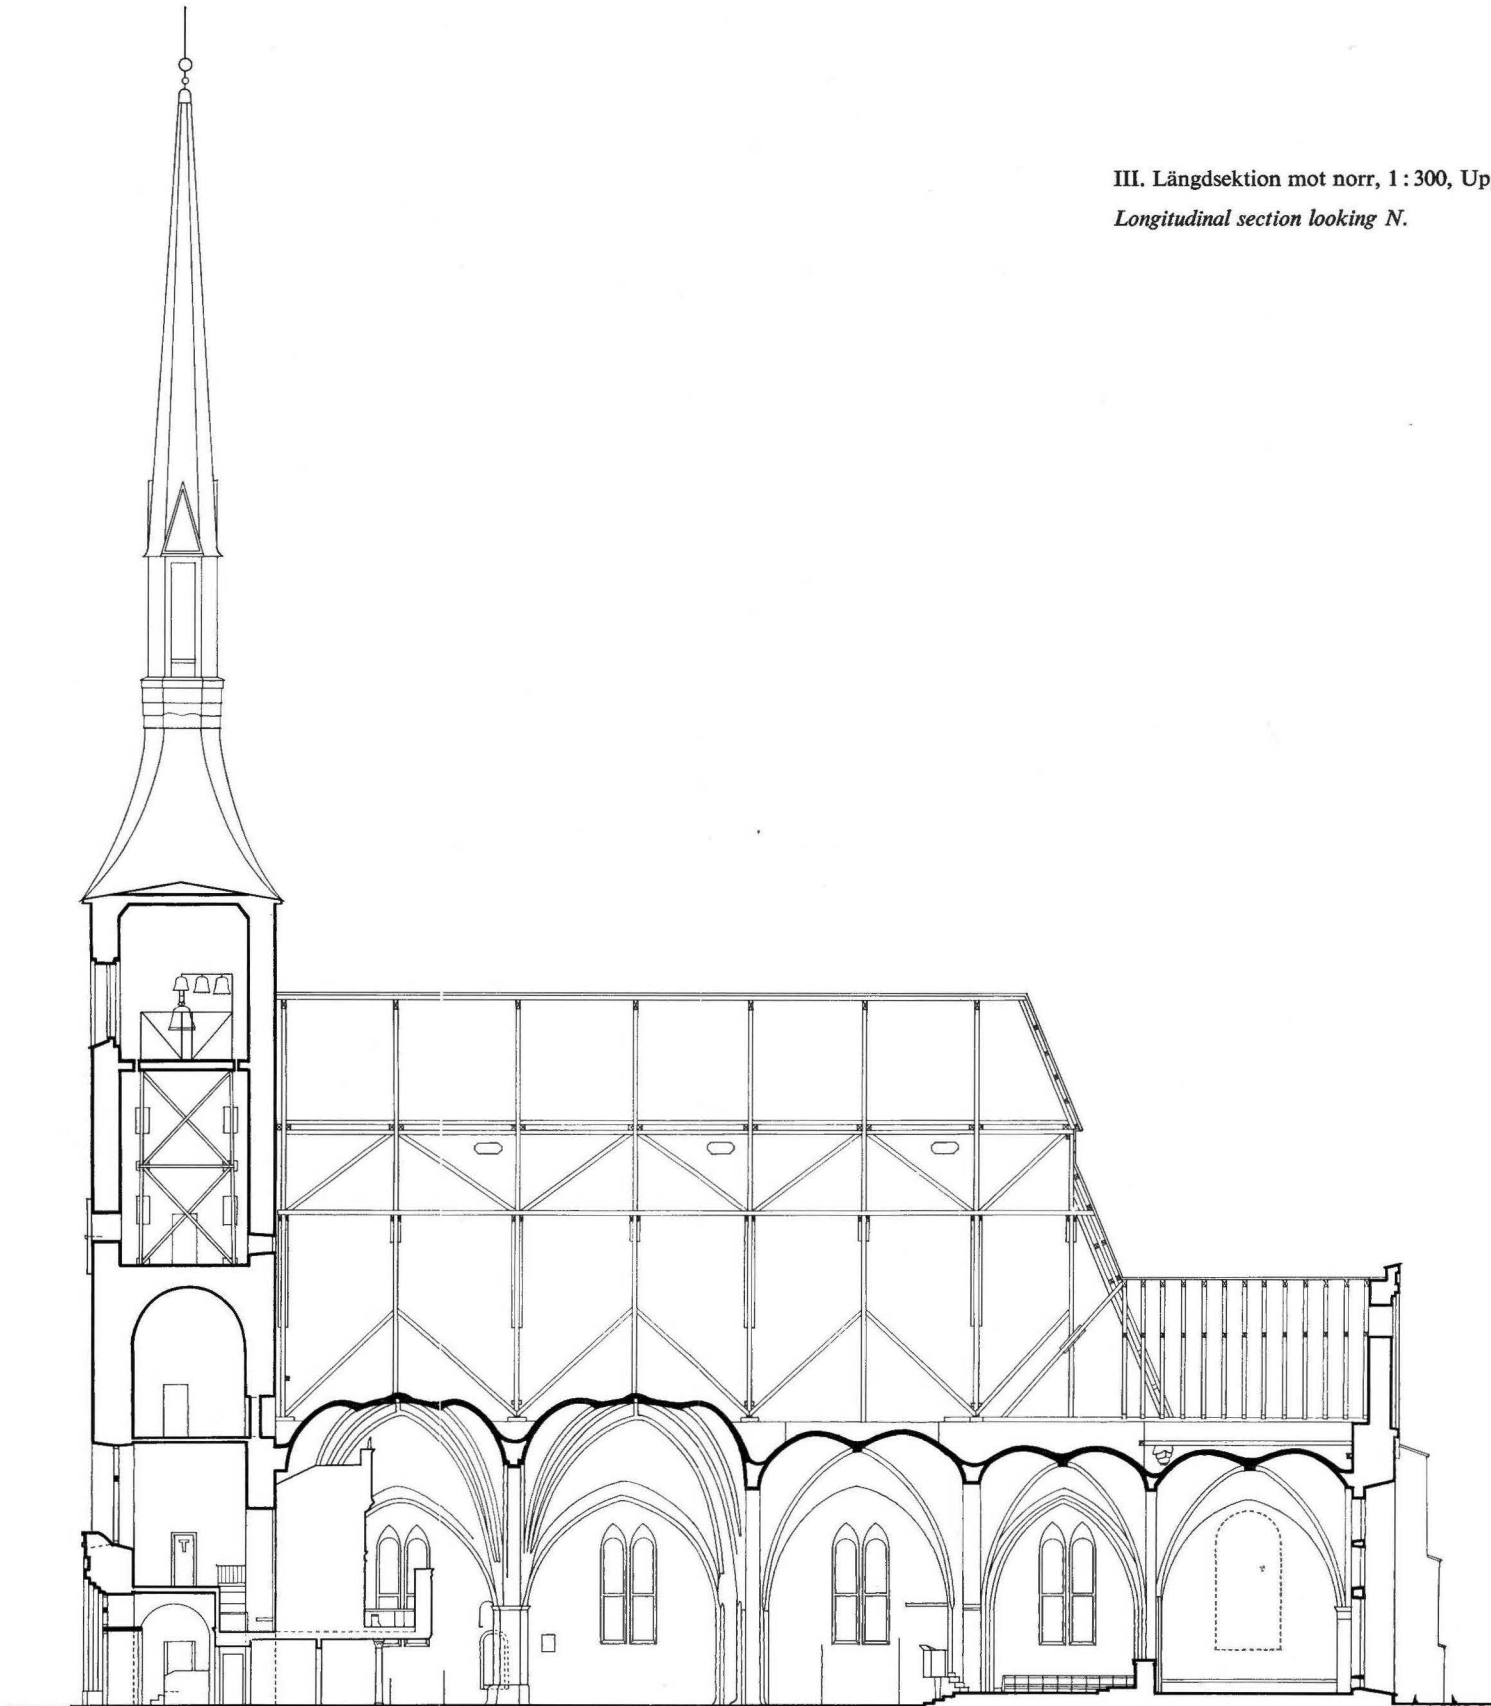 III. Längdsektion mot norr, 1:300, Up
Longitudinal section looking N.